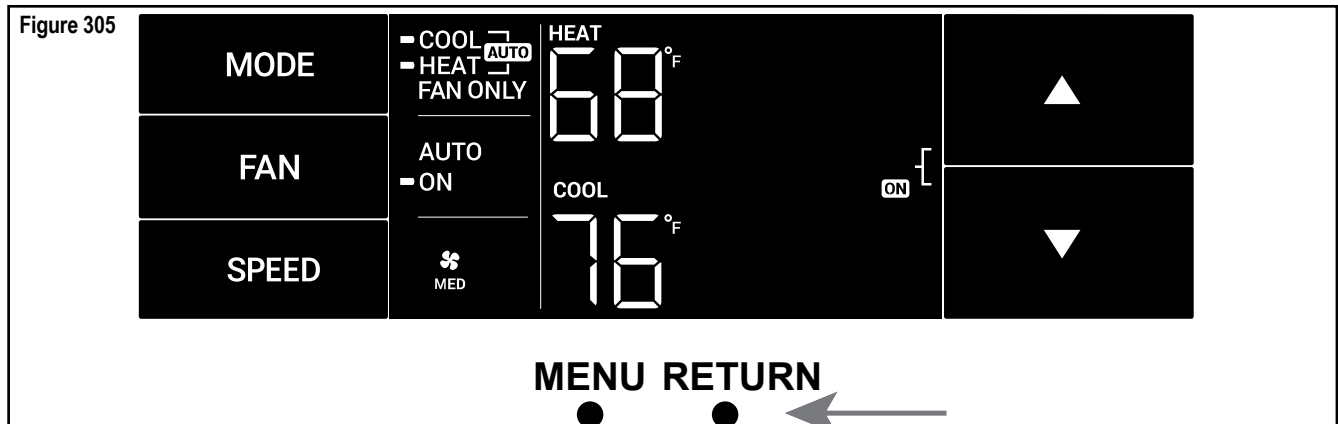 Figure 305
MODE
COOL
AUTO
HEAT
FAN ONLY
HEAT
68°F
FAN
AUTO
ON
COOL
ON
76°F
SPEED
MED
MENU RETURN